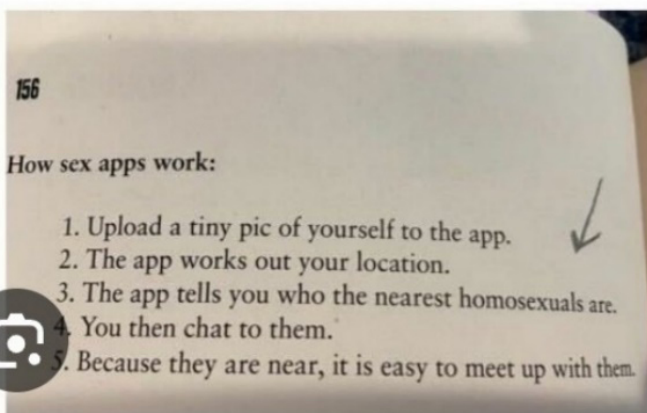 156
How sex apps work:
1. Upload a tiny pic of yourself to the app.
2. The app works out your location.
3. The app tells you who the nearest homosexuals are.
4. You then chat to them.
5. Because they are near, it is easy to meet up with them.